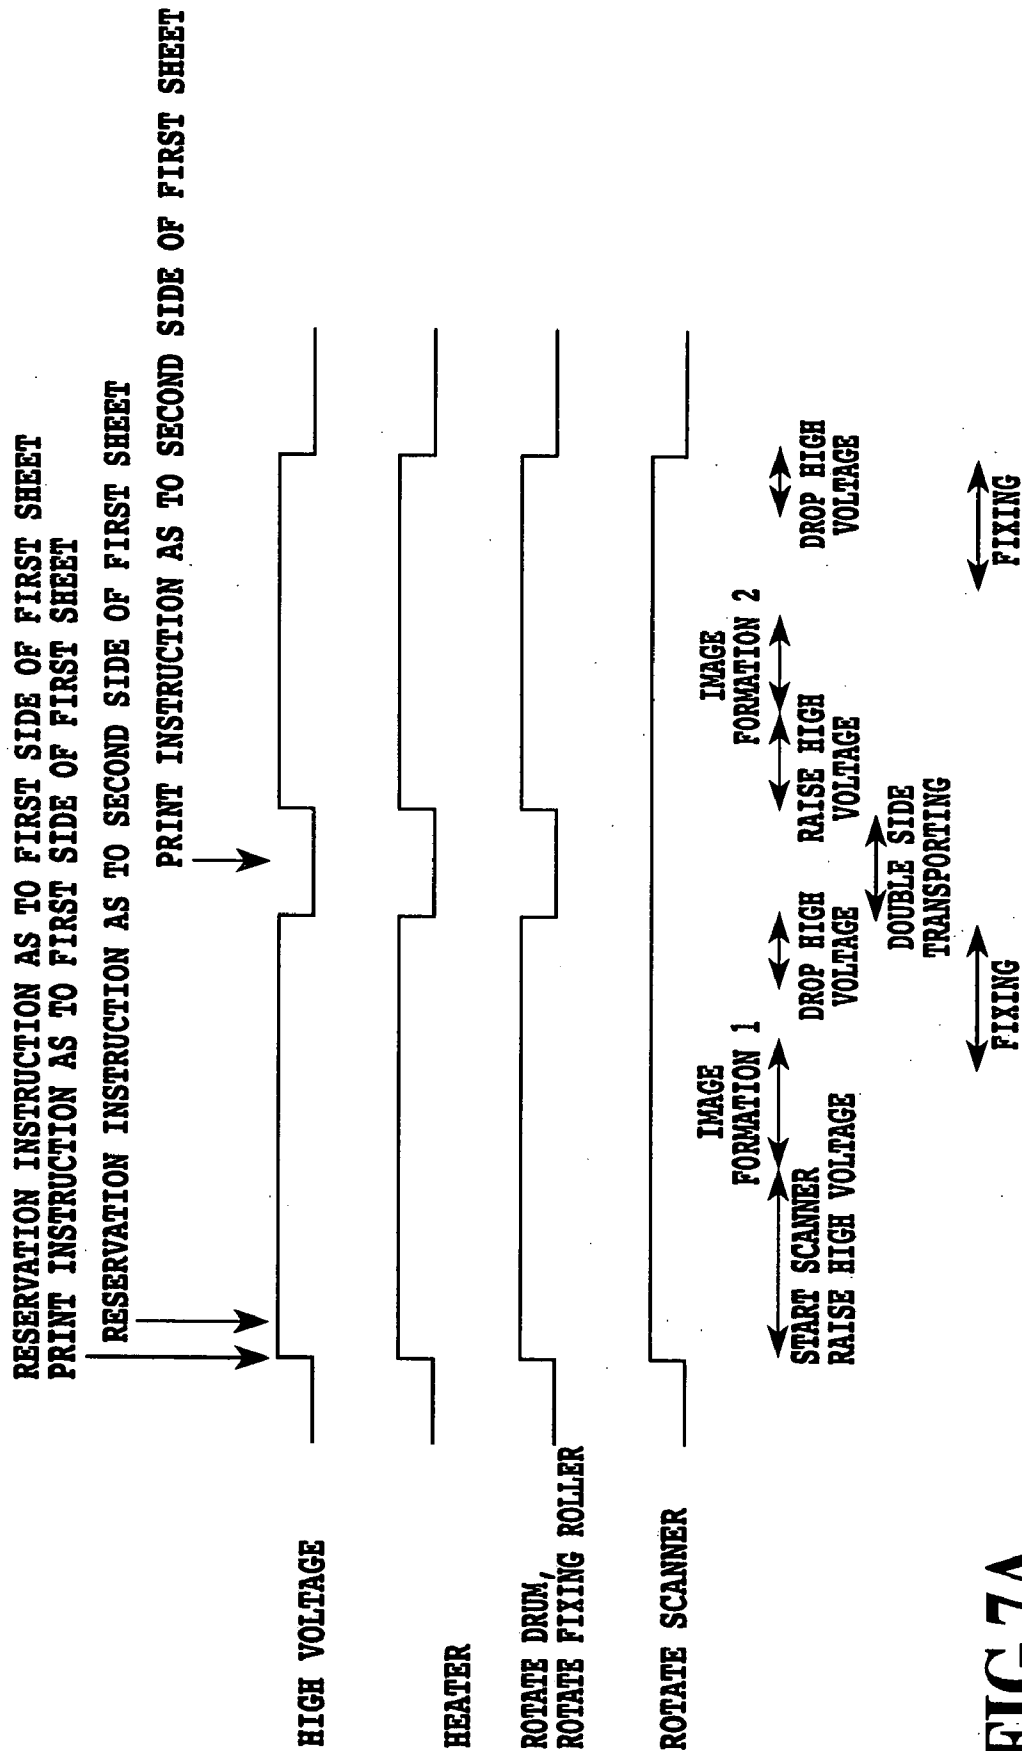 RESERVATION INSTRUCTION AS TO FIRST SIDE OF FIRST SHEET
PRINT INSTRUCTION AS TO FIRST SIDE OF FIRST SHEET
RESERVATION INSTRUCTION AS TO SECOND SIDE OF FIRST SHEET
PRINT INSTRUCTION AS TO SECOND SIDE OF FIRST SHEET
HIGH VOLTAGE
HEATER
ROTATE DRUM,
ROTATE FIXING ROLLER
ROTATE SCANNER
IMAGE
FORMATION 1
IMAGE
FORMATION 2
START SCANNER
RAISE HIGH VOLTAGE
DROP HIGH
VOLTAGE
RAISE HIGH
VOLTAGE
DROP HIGH
VOLTAGE
DOUBLE SIDE
TRANSPORTING
FIXING
FIXING
FIG.7A